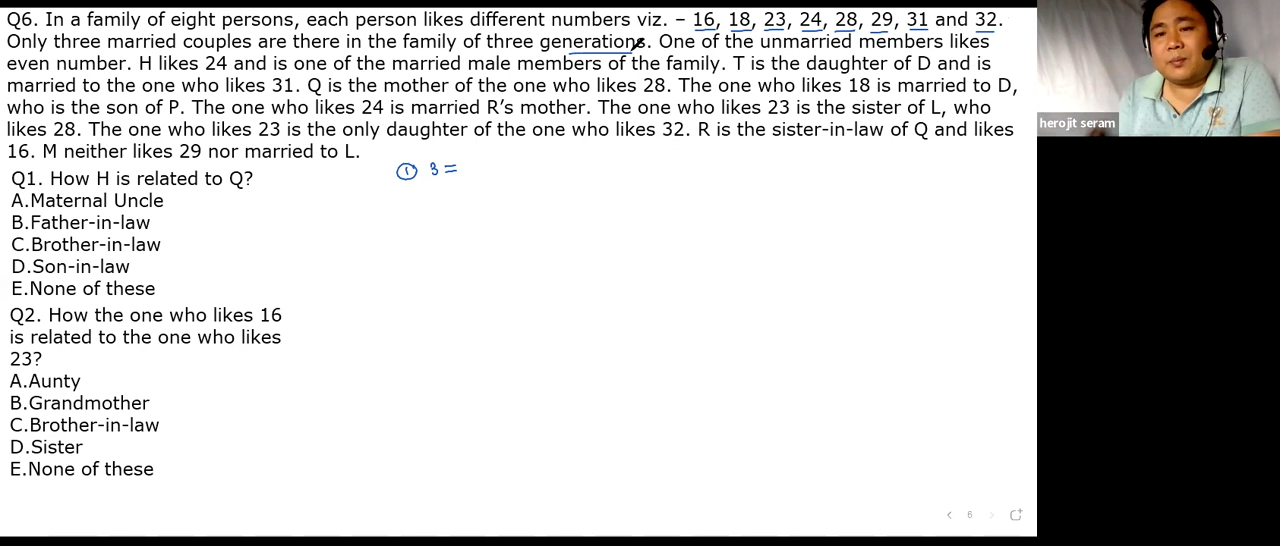 Q6. In a family of eight persons, each person likes different numbers viz. – 16, 18, 23, 24, 28, 29, 31 and 32.
Only three married couples are there in the family of three generations. One of the unmarried members likes
even number. H likes 24 and is one of the married male members of the family. T is the daughter of D and is
married to the one who likes 31. Q is the mother of the one who likes 28. The one who likes 18 is married to D,
who is the son of P. The one who likes 24 is married R’s mother. The one who likes 23 is the sister of L, who
likes 28. The one who likes 23 is the only daughter of the one who likes 32. R is the sister-in-law of Q and likes
16. M neither likes 29 nor married to L.
① 3 =
Q1. How H is related to Q?
A.Maternal Uncle
B.Father-in-law
C.Brother-in-law
D.Son-in-law
E.None of these
Q2. How the one who likes 16
is related to the one who likes
23?
A.Aunty
B.Grandmother
C.Brother-in-law
D.Sister
E.None of these
herojit seram
6